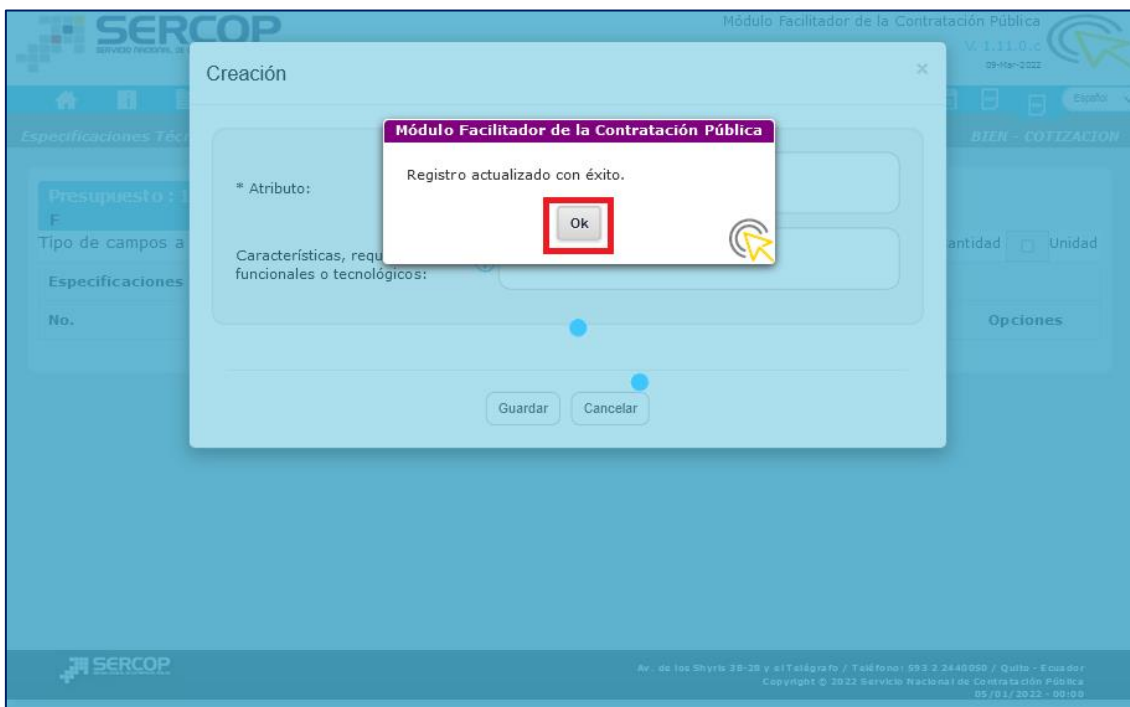 SERCOP
Módulo Facilitador de la Contratación Pública
V. 1.11.0.c
09-Mar-2022
Creación
×
Español
Especificaciones Téc
BIEN - COTIZACION
Módulo Facilitador de la Contratación Pública
Registro actualizado con éxito.
Ok
* Atributo:
Presupuesto : 1
F
Tipo de campos a
antidad
Unidad
Características, requ
funcionales o tecnológicos:
Especificaciones
No.
Opciones
Guardar
Cancelar
SERCOP
Av. de los Shyris 38-28 y el Telégrafo / Teléfono: 593 2 2440050 / Quito - Ecuador
Copyright © 2022 Servicio Nacional de Contratación Pública
05/01/2022 - 00:00